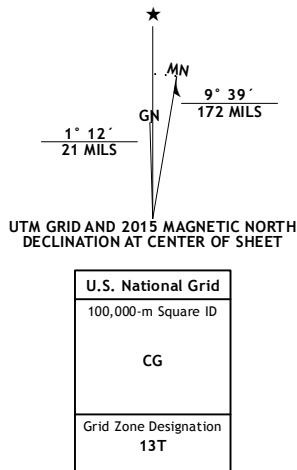 MN
9° 39´
172 MILS
GN
1° 12´
21 MILS
UTM GRID AND 2015 MAGNETIC NORTH
DECLINATION AT CENTER OF SHEET
U.S. National Grid
100,000-m Square ID
CG
Grid Zone Designation
13T